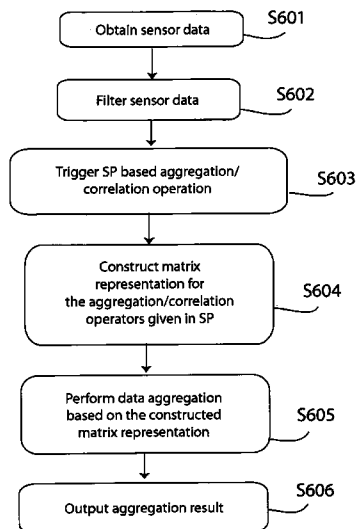 Obtain sensor data
S601
Filter sensor data
S602
Trigger SP based aggregation/
correlation operation
S603
Construct matrix
representation for
the aggregation/correlation
operators given in SP
S604
Perform data aggregation
based on the constructed
matrix representation
S605
Output aggregation result
S606